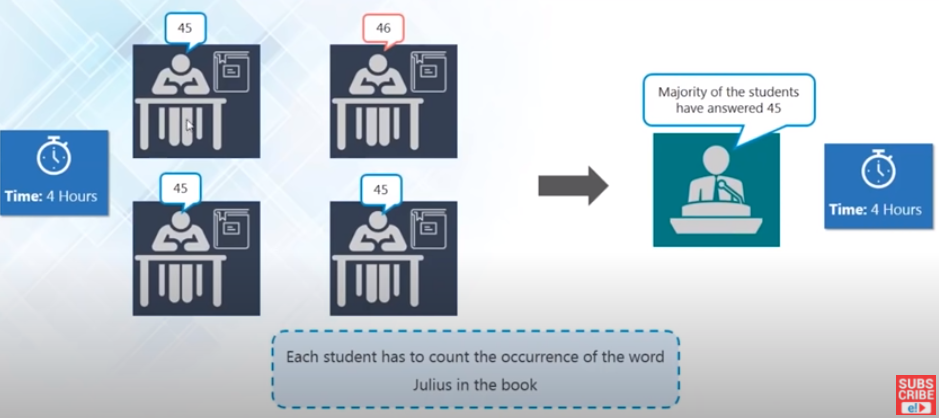 45
46
Majority of the students
have answered 45
Time: 4 Hours
45
45
Time: 4 Hours
Each student has to count the occurrence of the word
Julius in the book
SUBS
CRIBE
e!